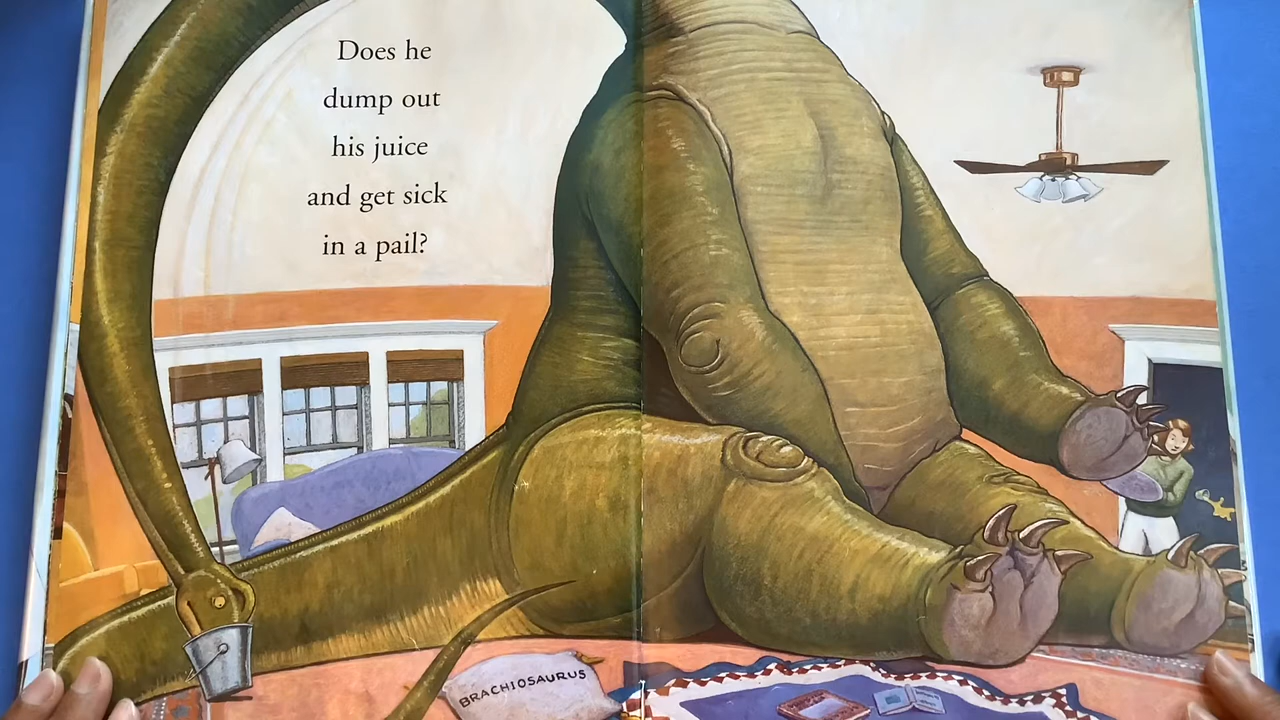 Does he
dump out
his juice
and get sick
in a pail?
BRACHIOSAURUS